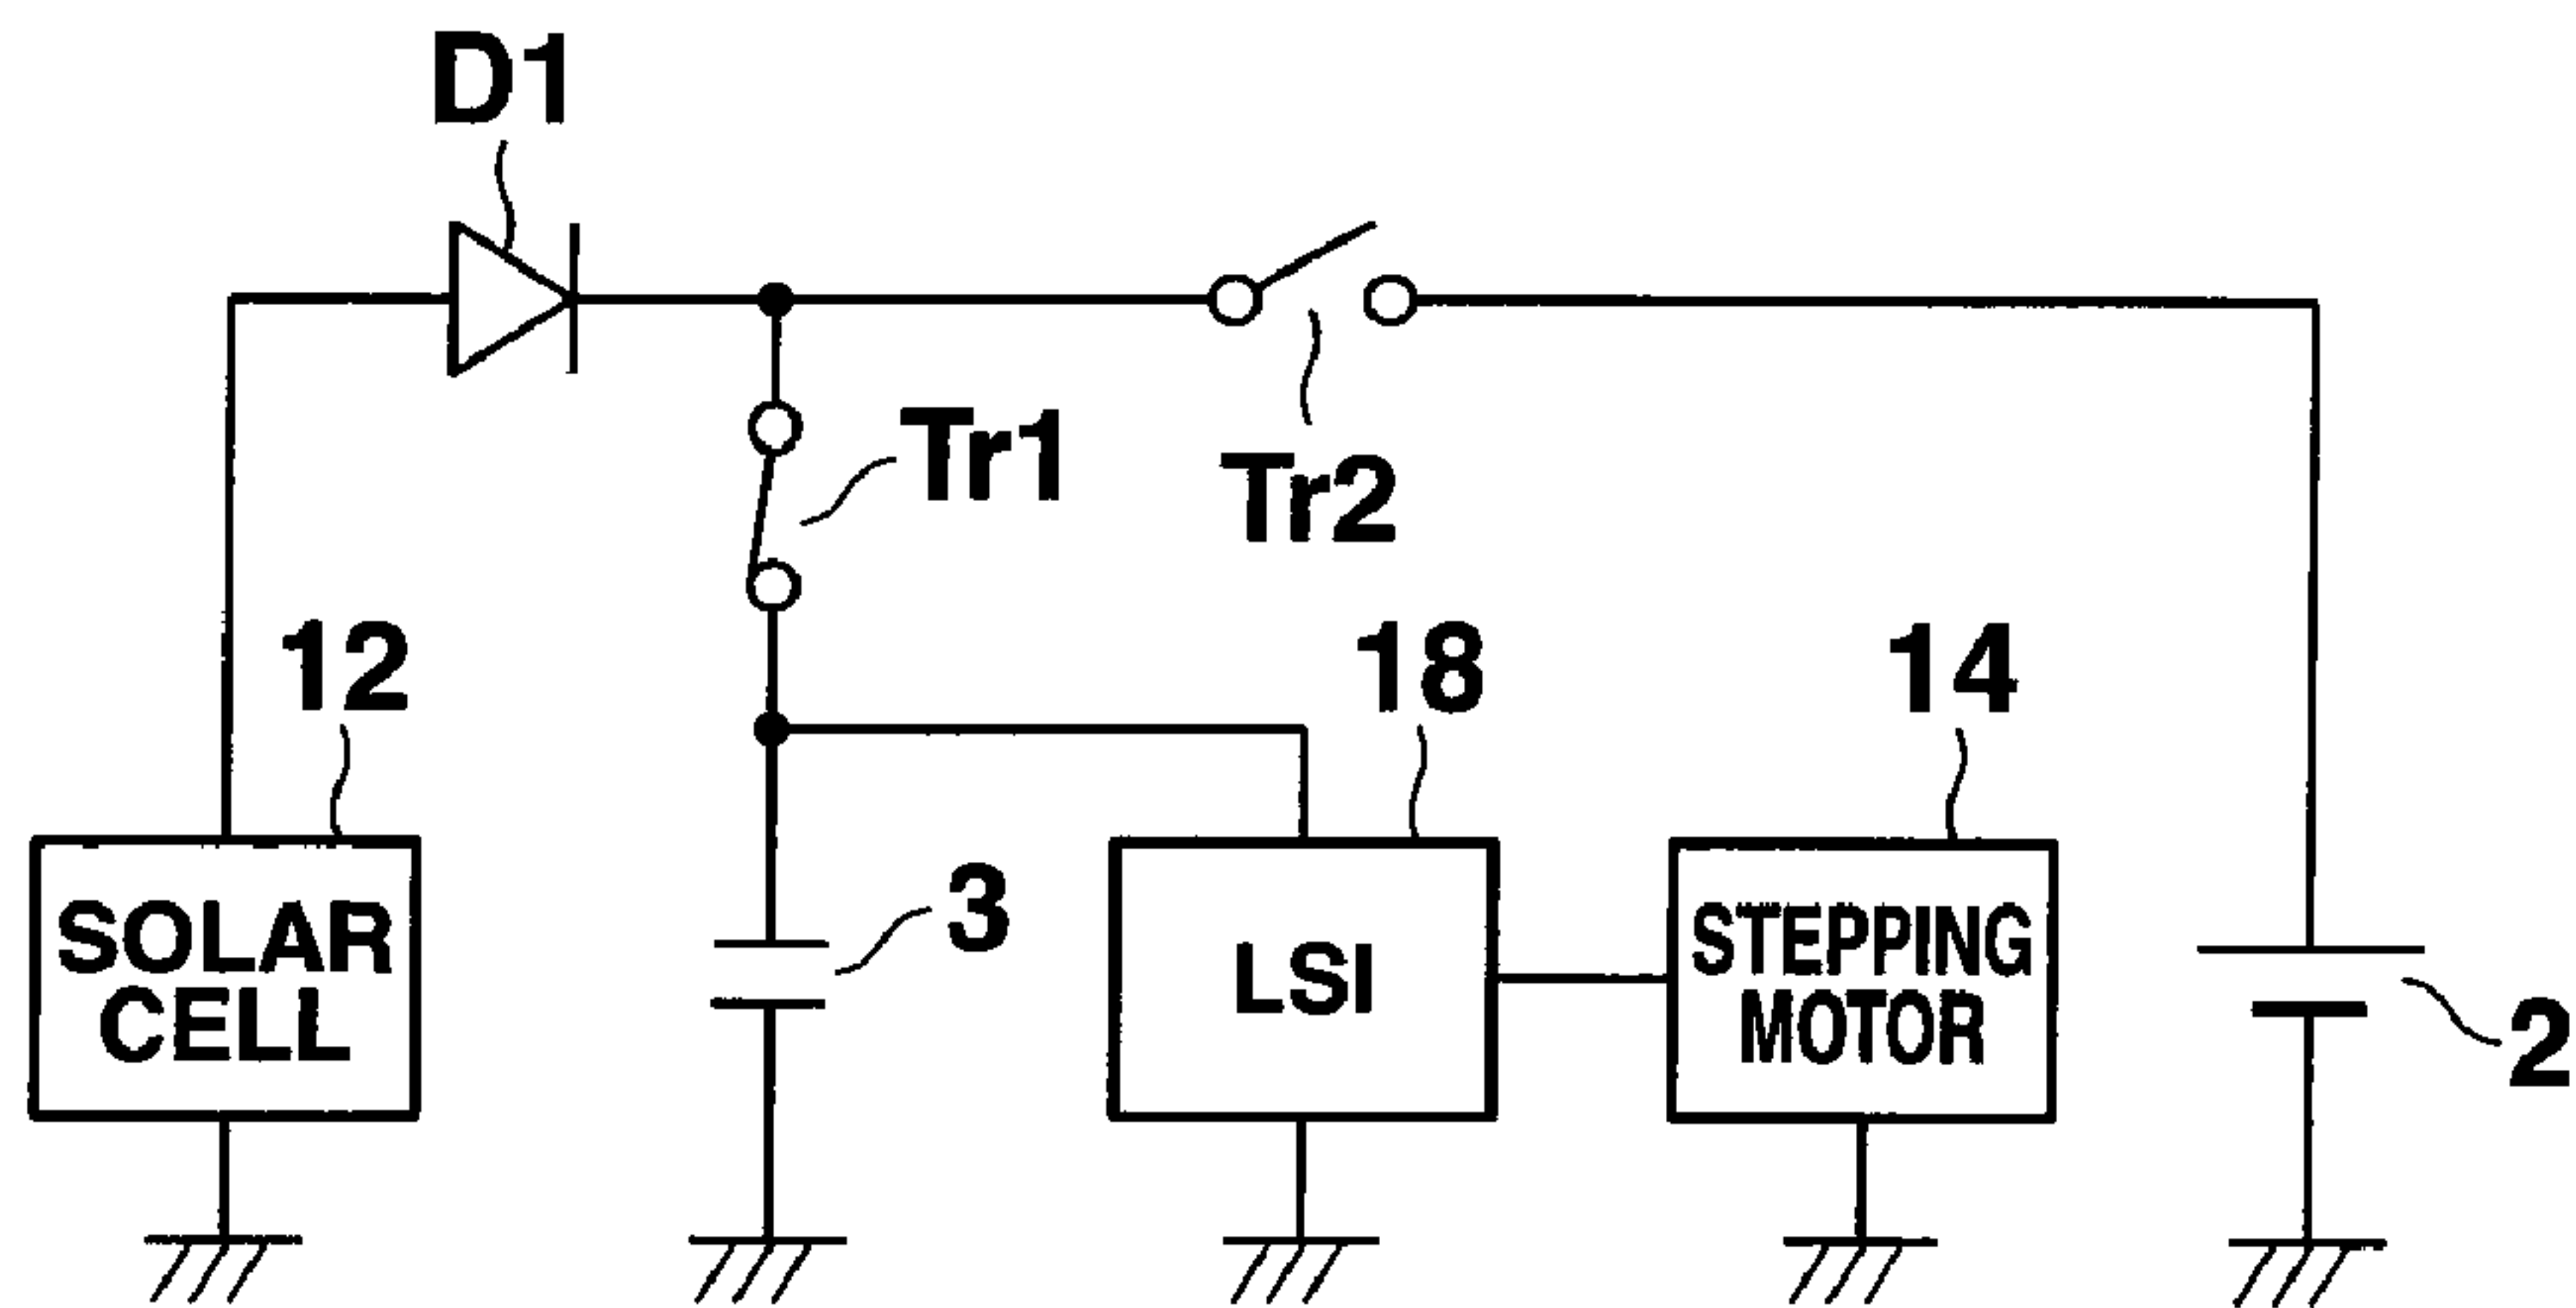 D1
Tr1
Tr2
12
18
14
SOLAR
CELL
3
LSI
STEPPING
MOTOR
2